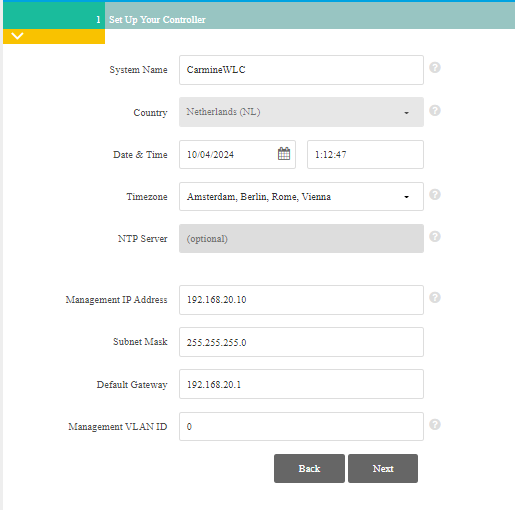 1 Set Up Your Controller
System Name CarmineWLC ?
Country Netherlands (NL) ?
Date & Time 10/04/2024 1:12:47
Timezone Amsterdam, Berlin, Rome, Vienna ?
NTP Server (optional) ?
Management IP Address 192.168.20.10 ?
Subnet Mask 255.255.255.0
Default Gateway 192.168.20.1
Management VLAN ID 0 ?
Back Next